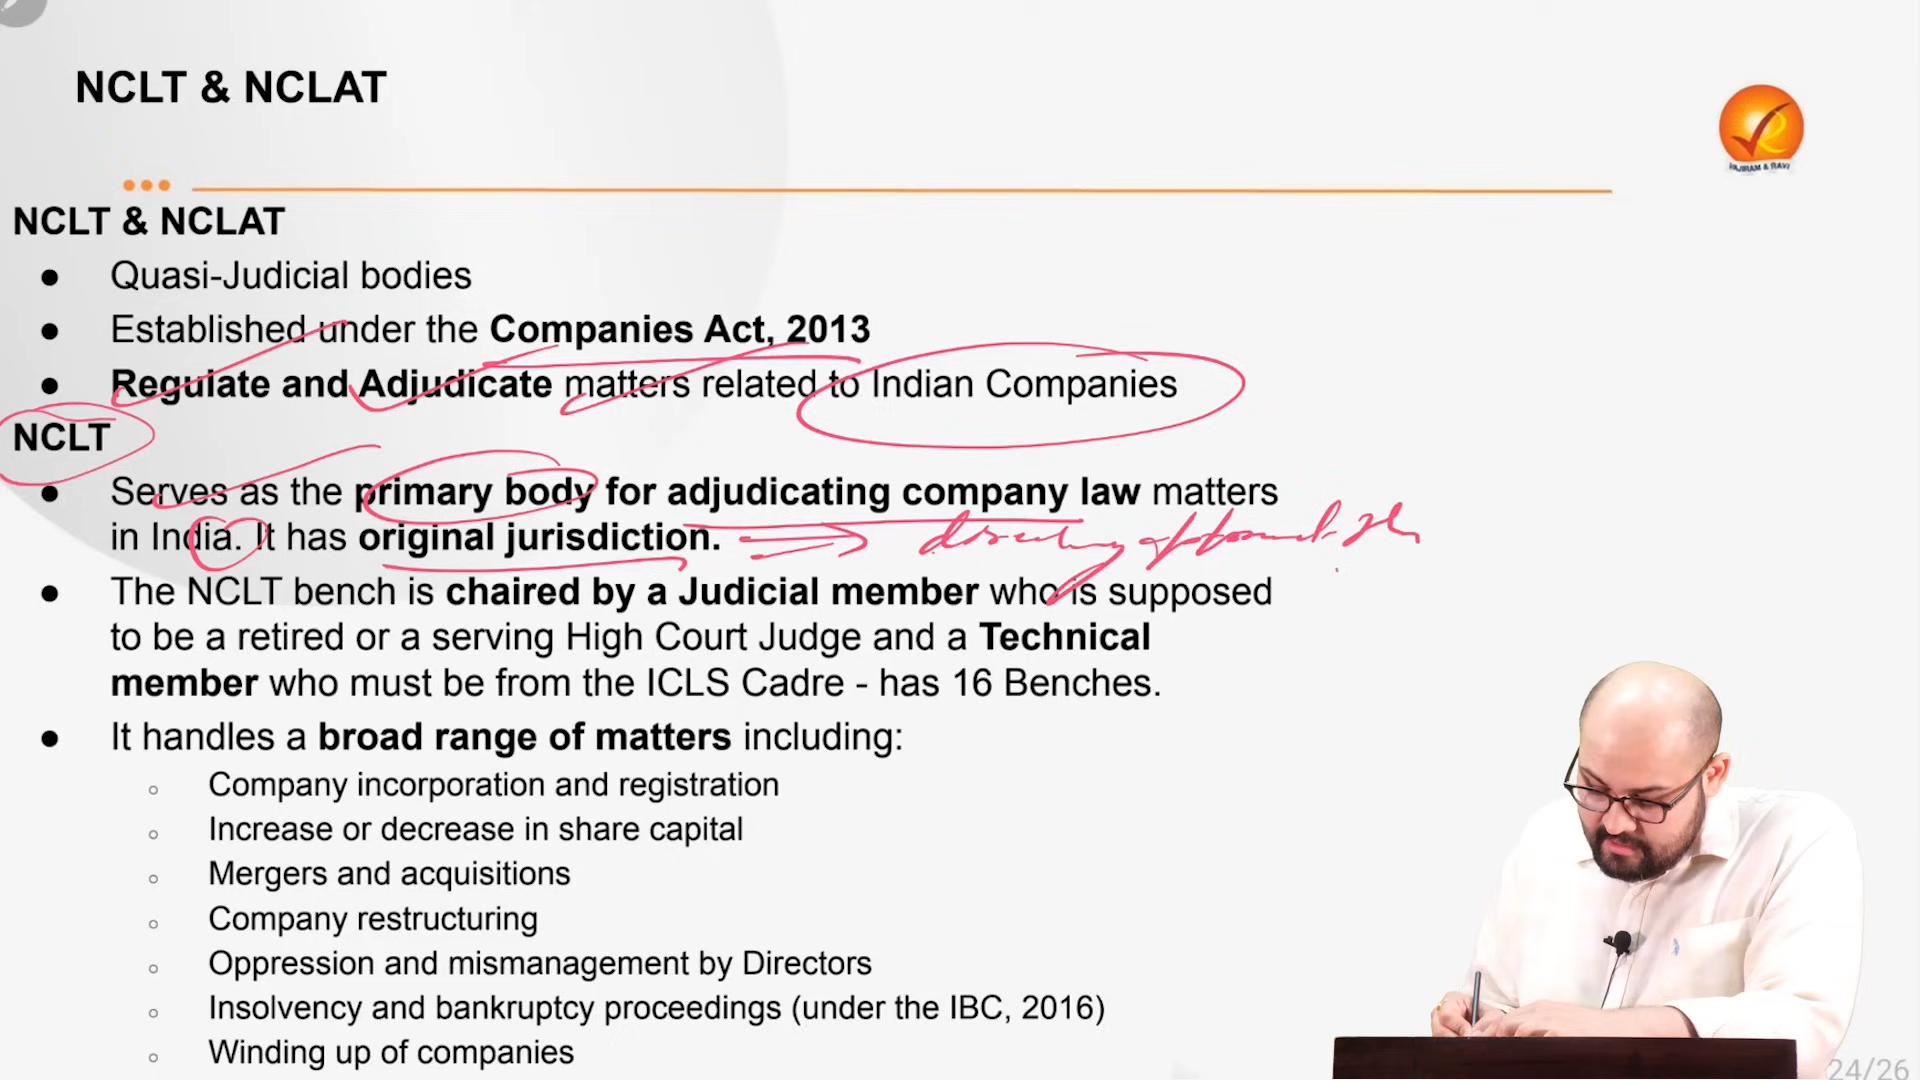 NCLT & NCLAT
VAJIRAM & RAVI
NCLT & NCLAT
● Quasi-Judicial bodies
● Established under the Companies Act, 2013
● Regulate and Adjudicate matters related to Indian Companies
NCLT
● Serves as the primary body for adjudicating company law matters
in India. It has original jurisdiction.
directly approach
● The NCLT bench is chaired by a Judicial member who is supposed
to be a retired or a serving High Court Judge and a Technical
member who must be from the ICLS Cadre - has 16 Benches.
● It handles a broad range of matters including:
○ Company incorporation and registration
○ Increase or decrease in share capital
○ Mergers and acquisitions
○ Company restructuring
○ Oppression and mismanagement by Directors
○ Insolvency and bankruptcy proceedings (under the IBC, 2016)
○ Winding up of companies
24/26